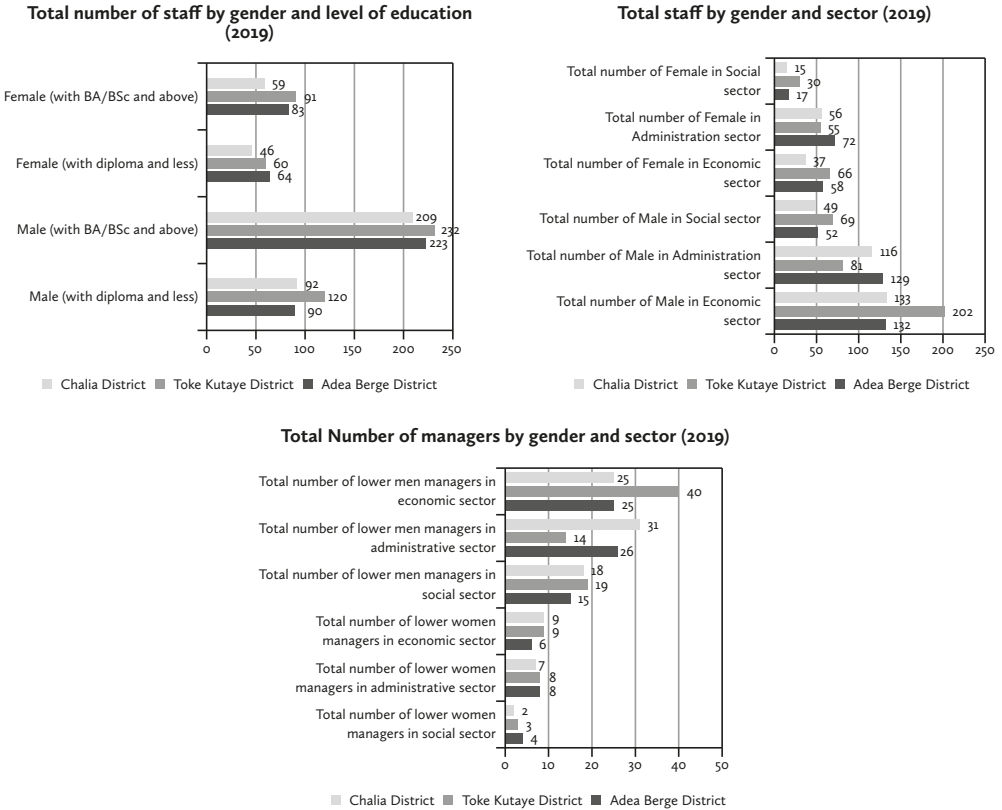 Total number of staff by gender and level of education
(2019)
Female (with BA/BSc and above)
59
91
83
Female (with diploma and less)
46
60
64
Male (with BA/BSc and above)
209
232
223
Male (with diploma and less)
92
120
90
0 50 100 150 200 250
Chalia District Toke Kutaye District Adea Berge District
Total staff by gender and sector (2019)
Total number of Female in Social
sector
15
30
17
Total number of Female in
Administration sector
56
55
72
Total number of Female in Economic
sector
37
66
58
Total number of Male in Social sector
49
69
52
Total number of Male in Administration
sector
116
81
129
Total number of Male in Economic
sector
133
202
132
0 50 100 150 200 250
Chalia District Toke Kutaye District Adea Berge District
Total Number of managers by gender and sector (2019)
Total number of lower men managers in
economic sector
25
40
25
Total number of lower men managers in
administrative sector
31
14
26
Total number of lower men managers in
social sector
18
19
15
Total number of lower women
managers in economic sector
9
9
6
Total number of lower women
managers in administrative sector
7
8
8
Total number of lower women
managers in social sector
2
3
4
0 10 20 30 40 50
Chalia District Toke Kutaye District Adea Berge District